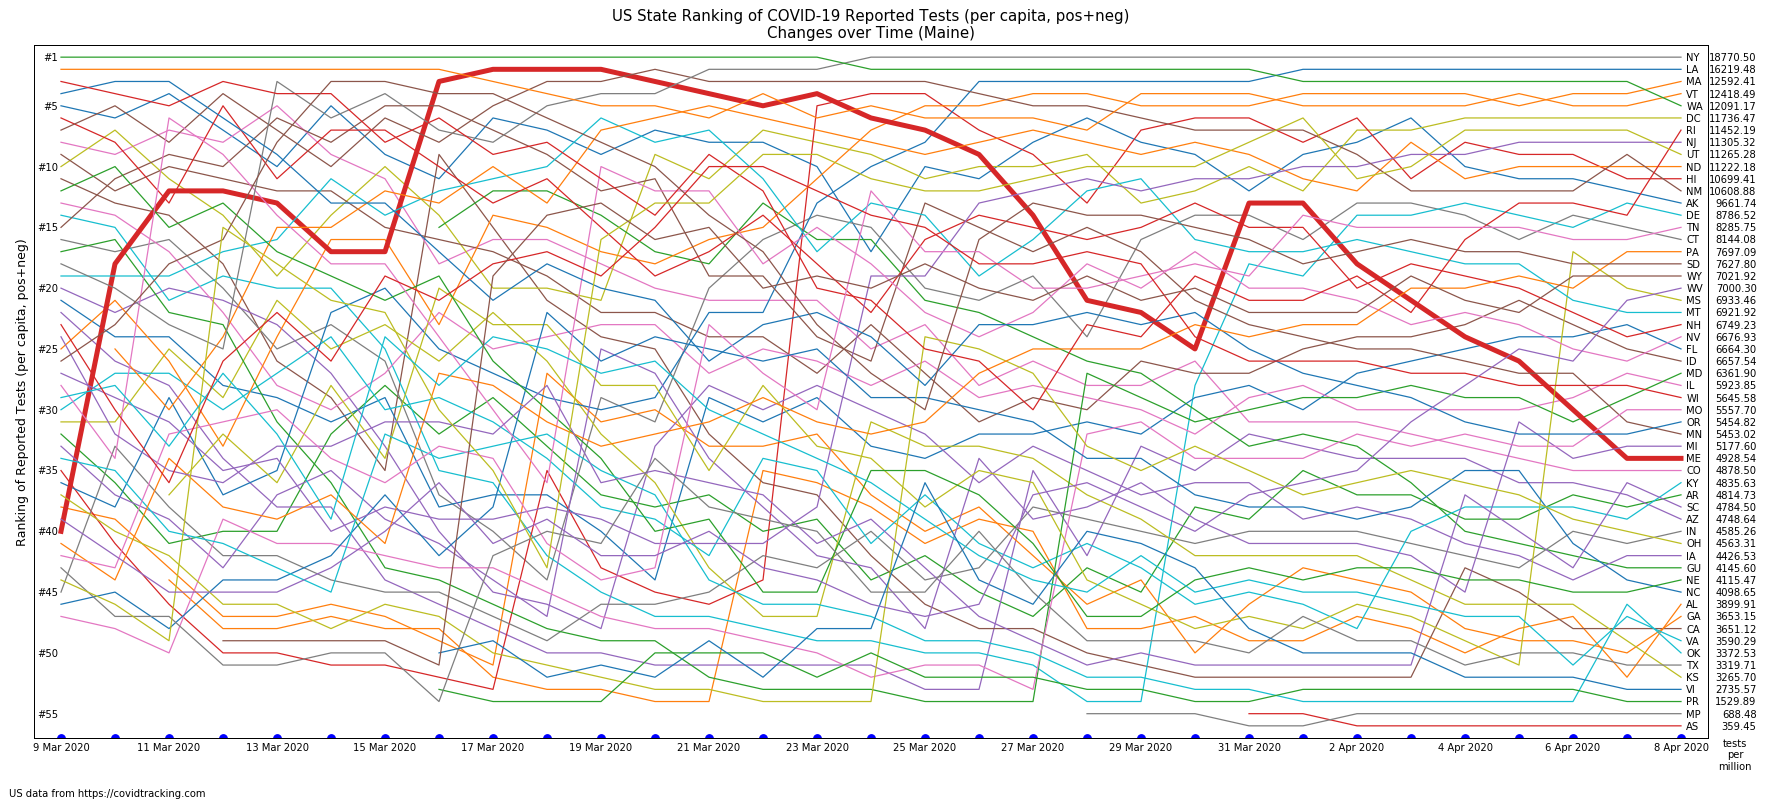 US State Ranking of COVID-19 Reported Tests (per capita, pos+neg)
Changes over Time (Maine)
Ranking of Reported Tests (per capita, pos+neg)
#1
#5
#10
#15
#20
#25
#30
#35
#40
#45
#50
#55
NY 18770.50
LA 16219.48
MA 12592.41
VT 12418.49
WA 12091.17
DC 11736.47
RI 11452.19
NJ 11305.32
UT 11265.28
ND 11222.18
HI 10699.41
NM 10608.88
AK 9661.74
DE 8786.52
TN 8285.75
CT 8144.08
PA 7697.09
SD 7627.80
WY 7021.92
WV 7000.30
MS 6933.46
MT 6921.92
NH 6749.23
NV 6676.93
FL 6664.30
ID 6657.54
MD 6361.90
IL 5923.85
WI 5645.58
MO 5557.70
OR 5454.82
MN 5453.02
MI 5177.60
ME 4928.54
CO 4878.50
KY 4835.63
AR 4814.73
SC 4784.50
AZ 4748.64
IN 4585.26
OH 4563.31
IA 4426.53
GU 4145.60
NE 4115.47
NC 4098.65
AL 3899.91
GA 3653.15
CA 3651.12
VA 3590.29
OK 3372.53
TX 3319.71
KS 3265.70
VI 2735.57
PR 1529.89
MP 688.48
AS 359.45
9 Mar 2020
11 Mar 2020
13 Mar 2020
15 Mar 2020
17 Mar 2020
19 Mar 2020
21 Mar 2020
23 Mar 2020
25 Mar 2020
27 Mar 2020
29 Mar 2020
31 Mar 2020
2 Apr 2020
4 Apr 2020
6 Apr 2020
8 Apr 2020
tests
per
million
US data from https://covidtracking.com